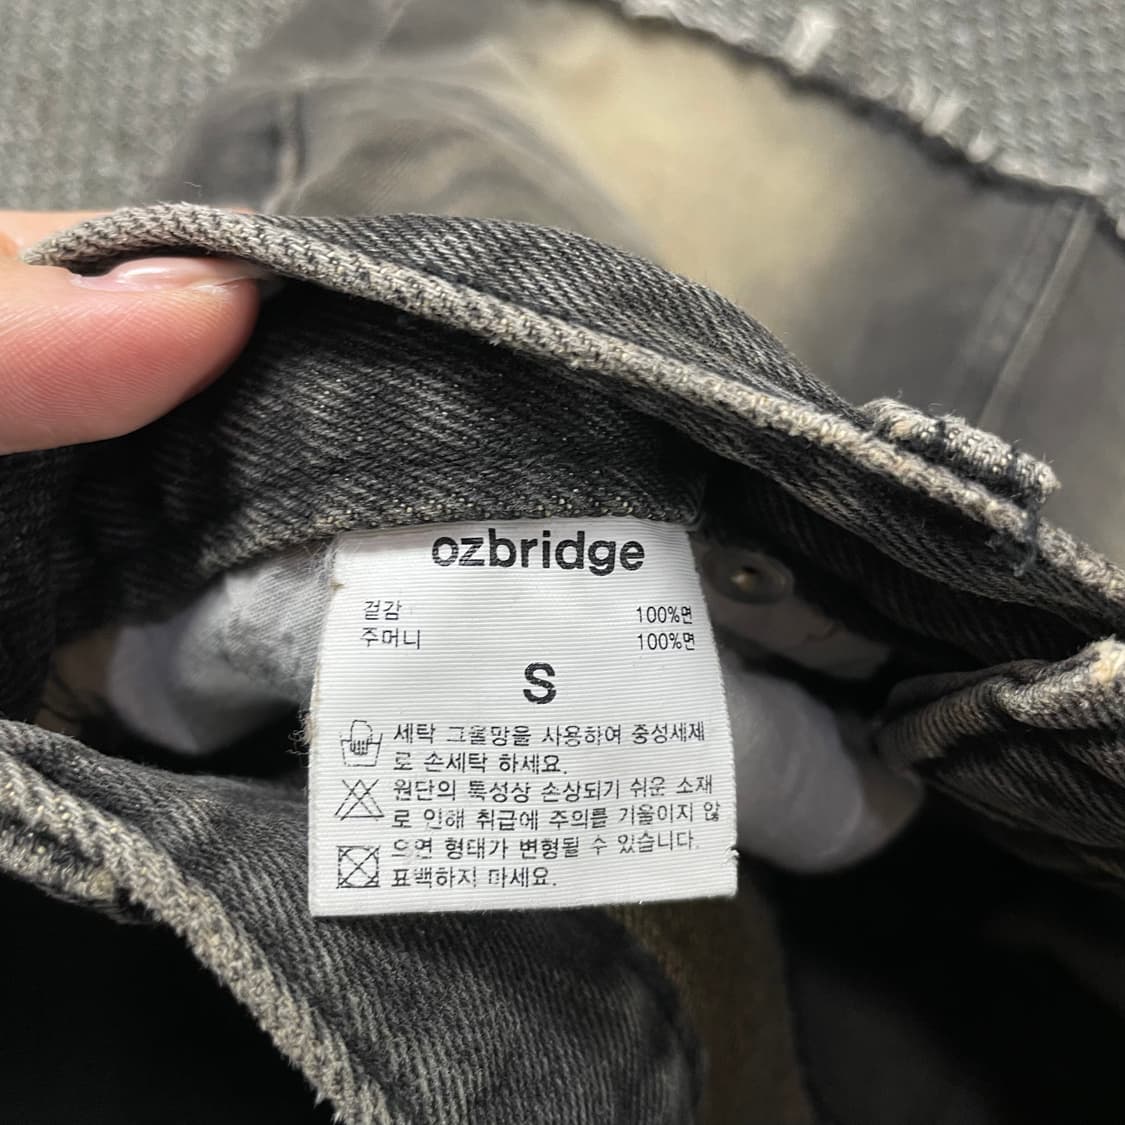 ozbridge
겉감 100%면
주머니 100%면
S
세탁 그물망을 사용하여 중성세제
로 손세탁 하세요.
원단의 특성상 손상되기 쉬운 소재
로 인해 취급에 주의를 기울이지 않
으면 형태가 변형될 수 있습니다.
표백하지 마세요.